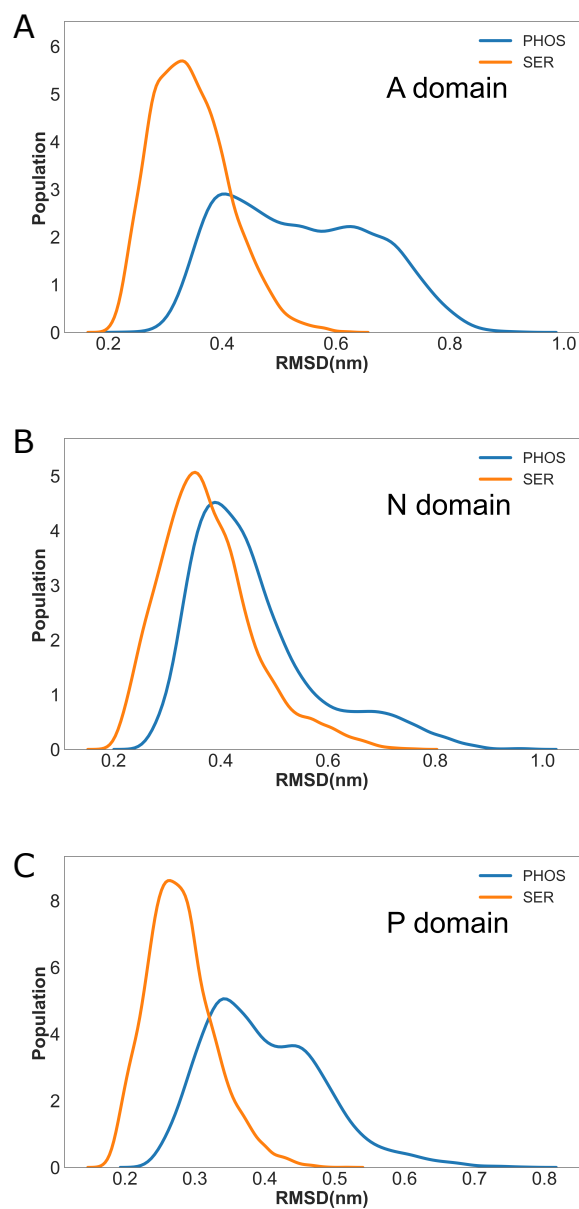 A
PHOS
SER
A domain
Population
6
5
4
3
2
1
0
0.2 0.4 0.6 0.8 1.0
RMSD(nm)
B
PHOS
SER
N domain
Population
5
4
3
2
1
0
0.2 0.4 0.6 0.8 1.0
RMSD(nm)
C
PHOS
SER
P domain
Population
8
6
4
2
0
0.2 0.3 0.4 0.5 0.6 0.7 0.8
RMSD(nm)